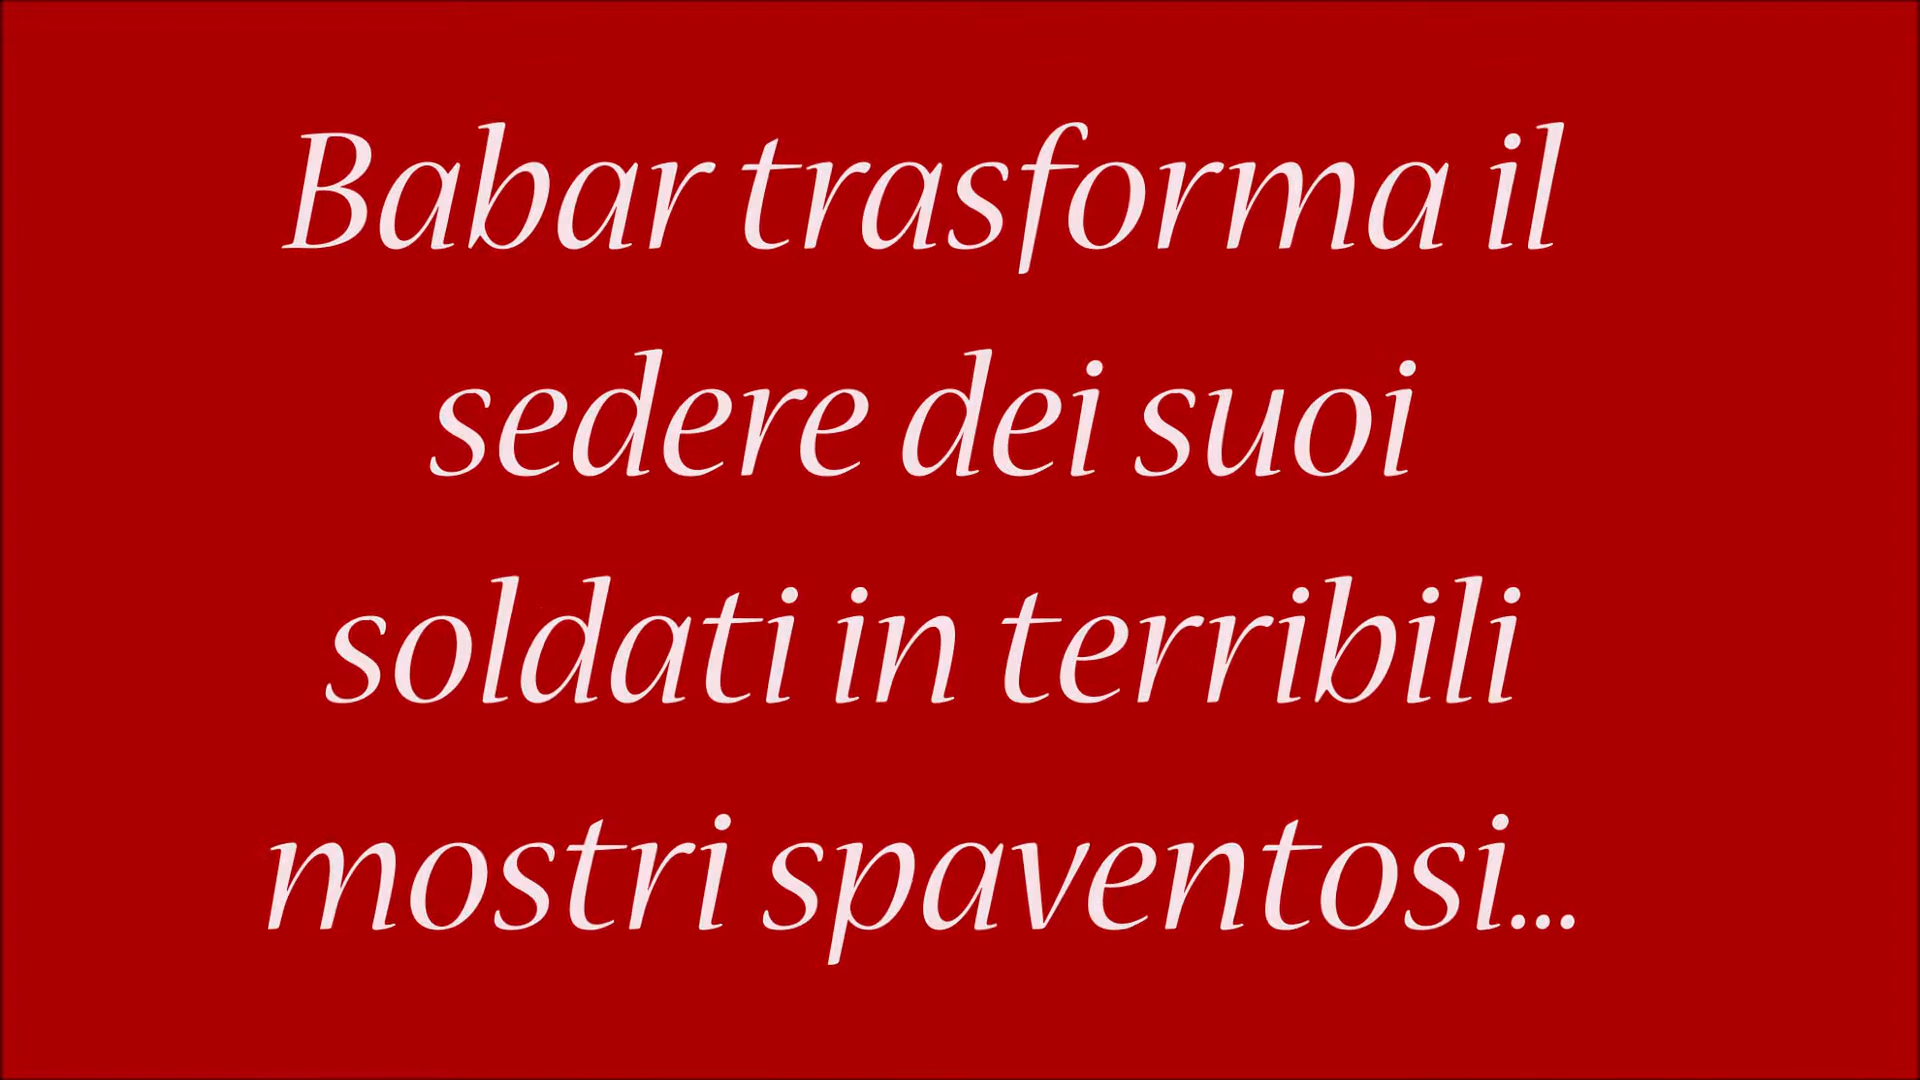 Babar trasforma il
sedere dei suoi
soldati in terribili
mostri spaventosi...